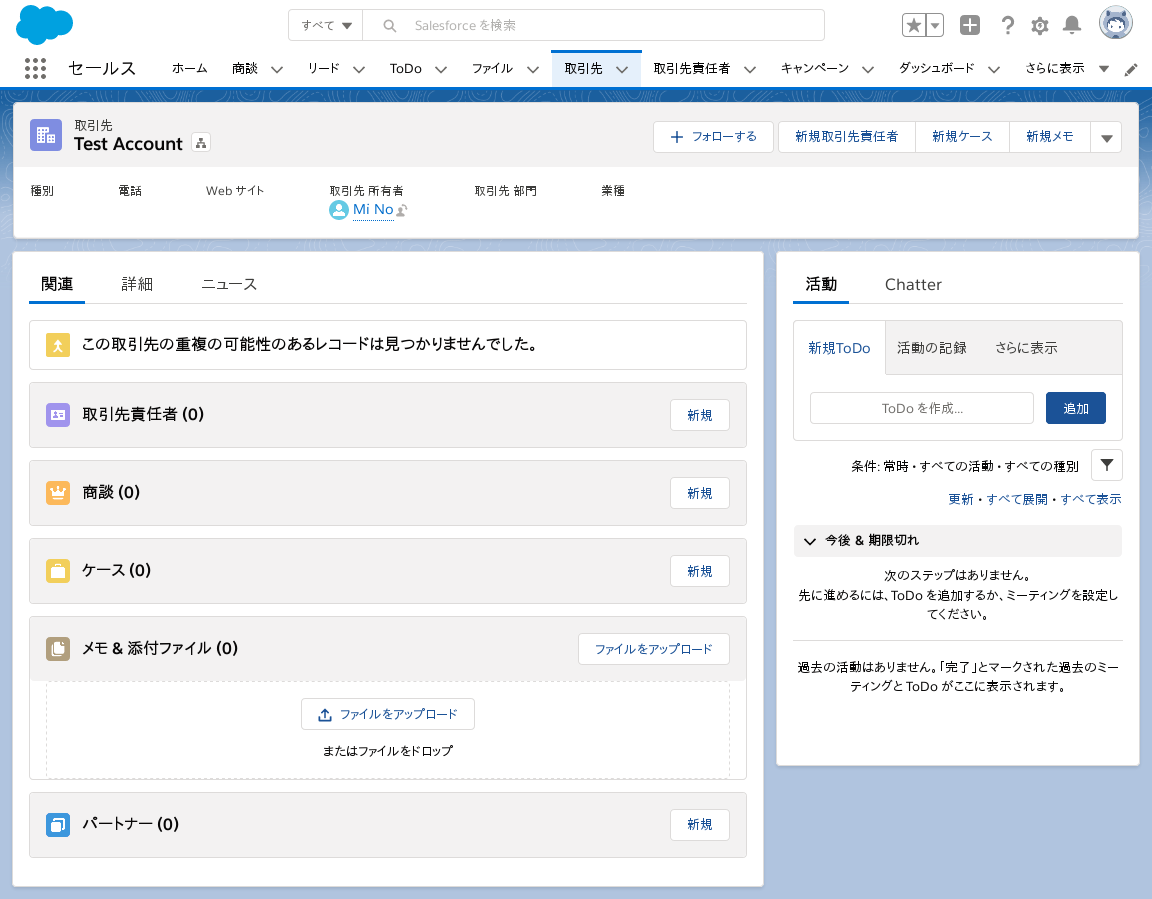 すべて
Salesforce を検索
セールス
ホーム
商談
リード
ToDo
ファイル
取引先
取引先責任者
キャンペーン
ダッシュボード
さらに表示
取引先
Test Account
フォローする
新規取引先責任者
新規ケース
新規メモ
種別
電話
Web サイト
取引先 所有者
取引先 部門
業種
Mi No
関連
詳細
ニュース
この取引先の重複の可能性のあるレコードは見つかりませんでした。
取引先責任者 (0)
新規
商談 (0)
新規
ケース (0)
新規
メモ & 添付ファイル (0)
ファイルをアップロード
ファイルをアップロード
またはファイルをドロップ
パートナー (0)
新規
活動
Chatter
新規ToDo
活動の記録
さらに表示
ToDo を作成...
追加
条件: 常時・すべての活動・すべての種別
更新・すべて展開・すべて表示
今後 & 期限切れ
次のステップはありません。
先に進めるには、ToDo を追加するか、ミーティングを設定し
てください。
過去の活動はありません。「完了」とマークされた過去のミー
ティングと ToDo がここに表示されます。